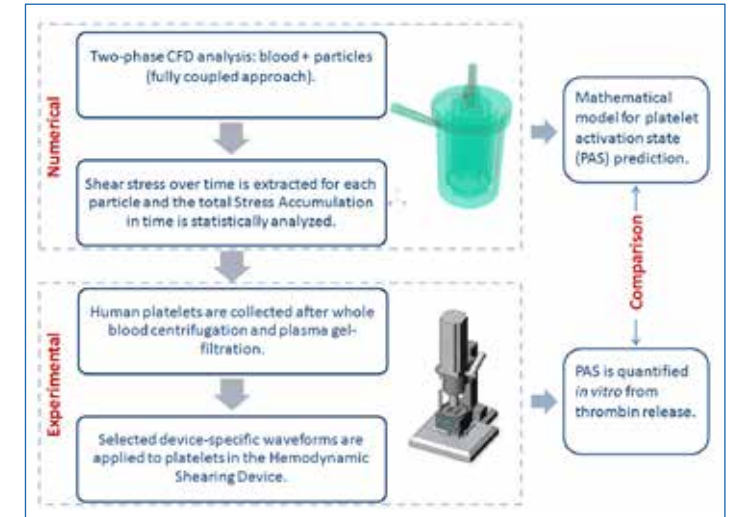 Numerical
Two-phase CFD analysis: blood + particles
(fully coupled approach).
Shear stress over time is extracted for each
particle and the total Stress Accumulation
in time is statistically analyzed.
Mathematical
model for platelet
activation state
(PAS) prediction.
Comparison
Experimental
Human platelets are collected after whole
blood centrifugation and plasma gel-
filtration.
Selected device-specific waveforms are
applied to platelets in the Hemodynamic
Shearing Device.
PAS is quantified
in vitro from
thrombin release.